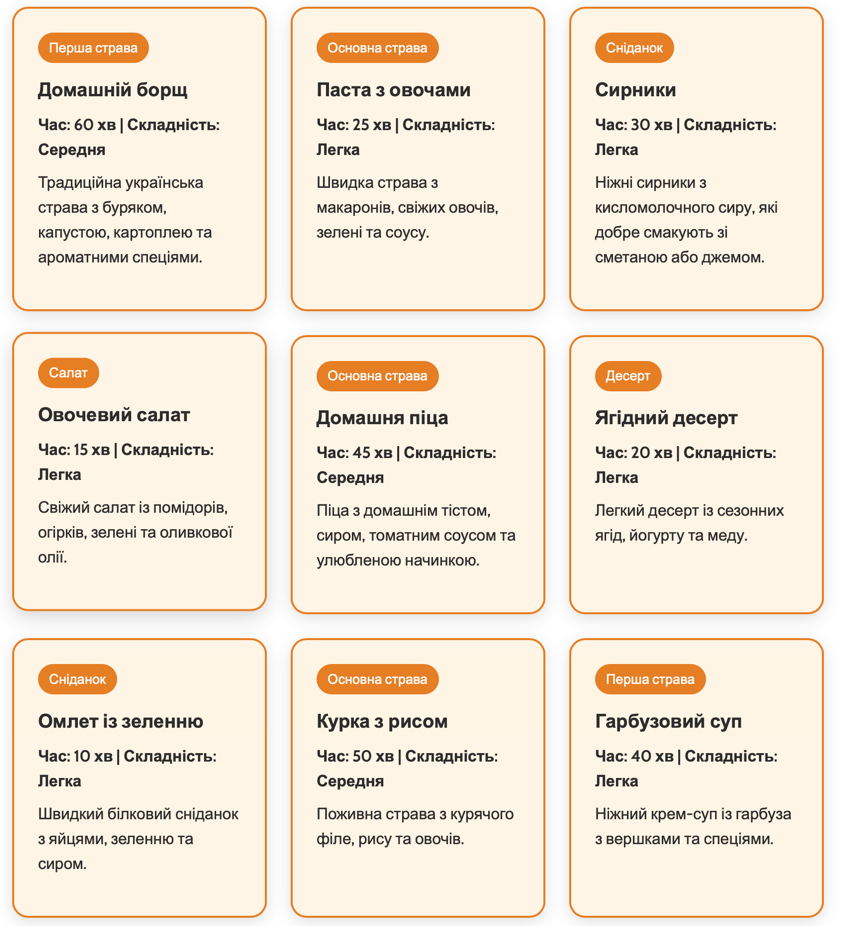 Перша страва
Домашній борщ
Час: 60 хв | Складність:
Середня
Традиційна українська
страва з буряком,
капустою, картоплею та
ароматними спеціями.
Основна страва
Паста з овочами
Час: 25 хв | Складність:
Легка
Швидка страва з
макаронів, свіжих овочів,
зелені та соусу.
Сніданок
Сирники
Час: 30 хв | Складність:
Легка
Ніжні сирники з
кисломолочного сиру, які
добре смакують зі
сметаною або джемом.
Салат
Овочевий салат
Час: 15 хв | Складність:
Легка
Свіжий салат із помідорів,
огірків, зелені та оливкової
олії.
Основна страва
Домашня піца
Час: 45 хв | Складність:
Середня
Піца з домашнім тістом,
сиром, томатним соусом та
улюбленою начинкою.
Десерт
Ягідний десерт
Час: 20 хв | Складність:
Легка
Легкий десерт із сезонних
ягід, йогурту та меду.
Сніданок
Омлет із зеленню
Час: 10 хв | Складність:
Легка
Швидкий білковий сніданок
з яйцями, зеленню та
сиром.
Основна страва
Курка з рисом
Час: 50 хв | Складність:
Середня
Поживна страва з курячого
філе, рису та овочів.
Перша страва
Гарбузовий суп
Час: 40 хв | Складність:
Легка
Ніжний крем-суп із гарбуза
з вершками та спеціями.